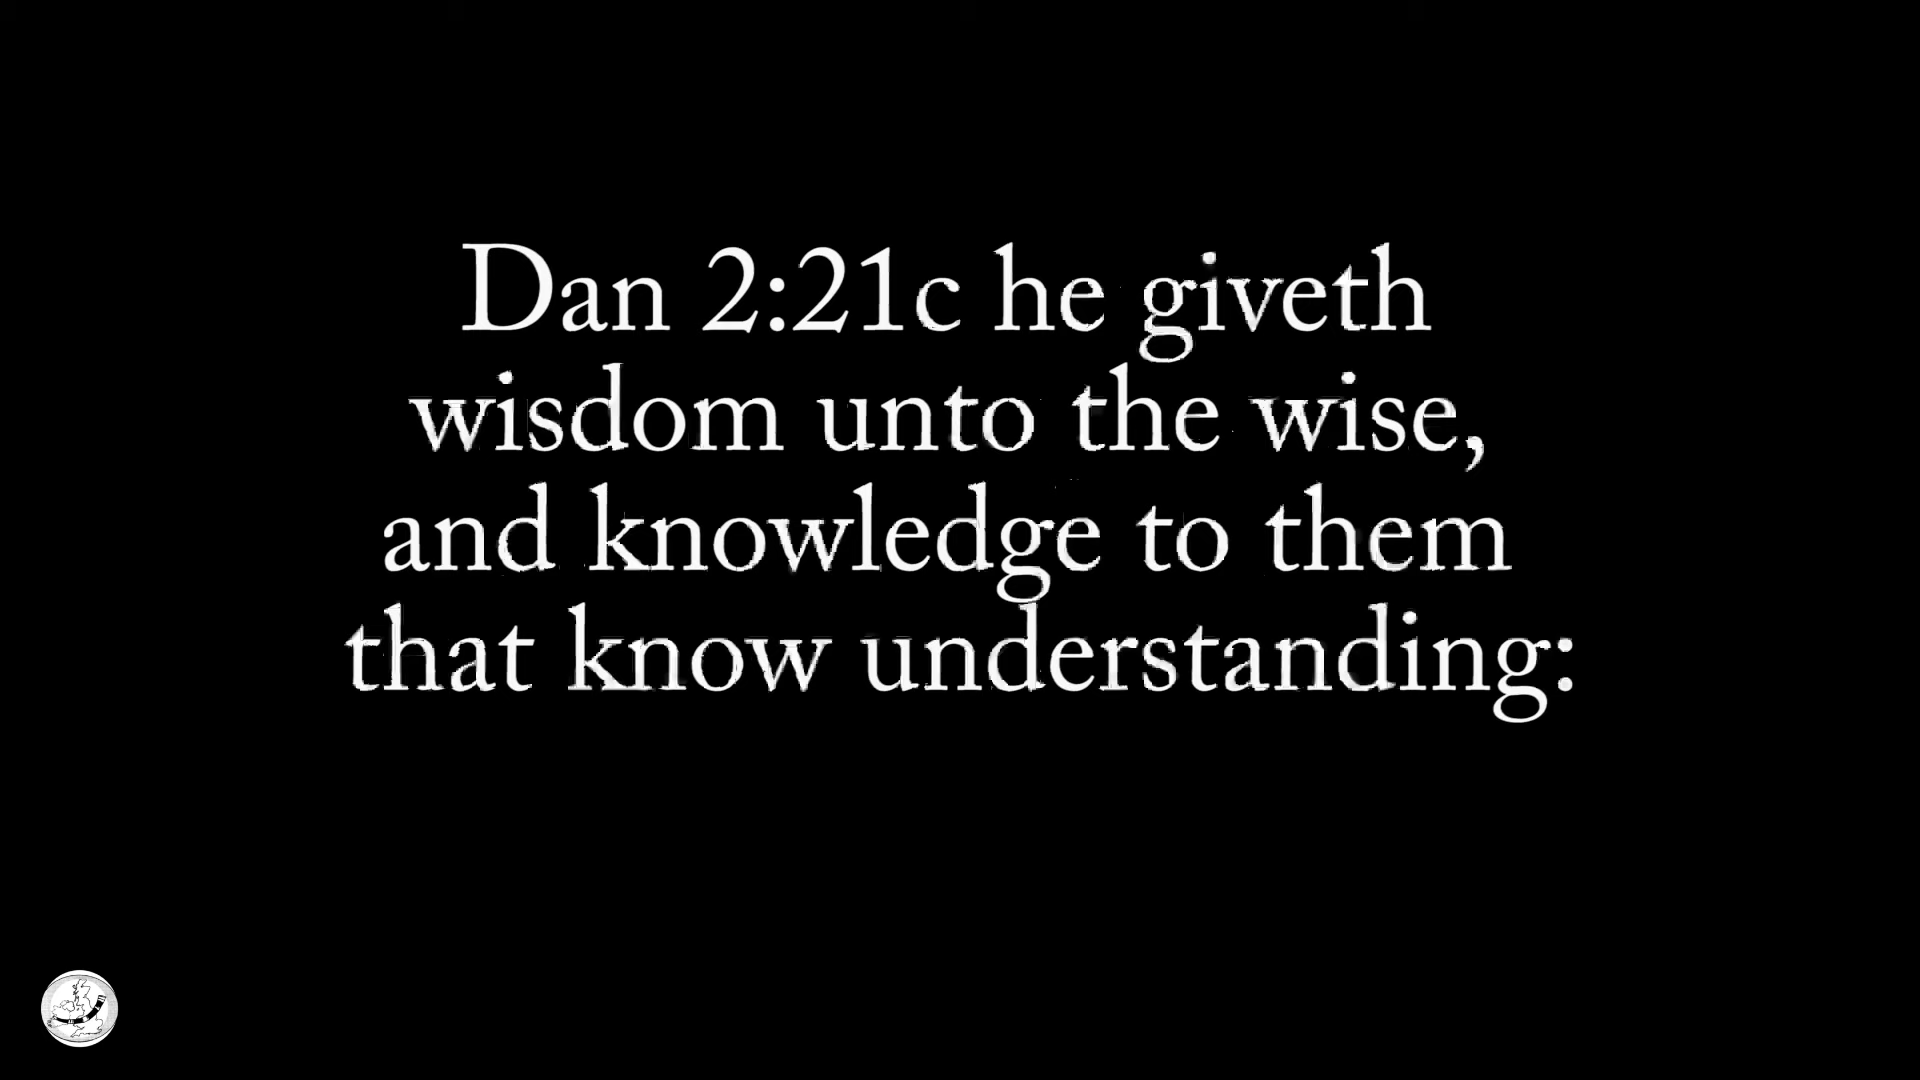 Dan 2:21c he giveth
wisdom unto the wise,
and knowledge to them
that know understanding: